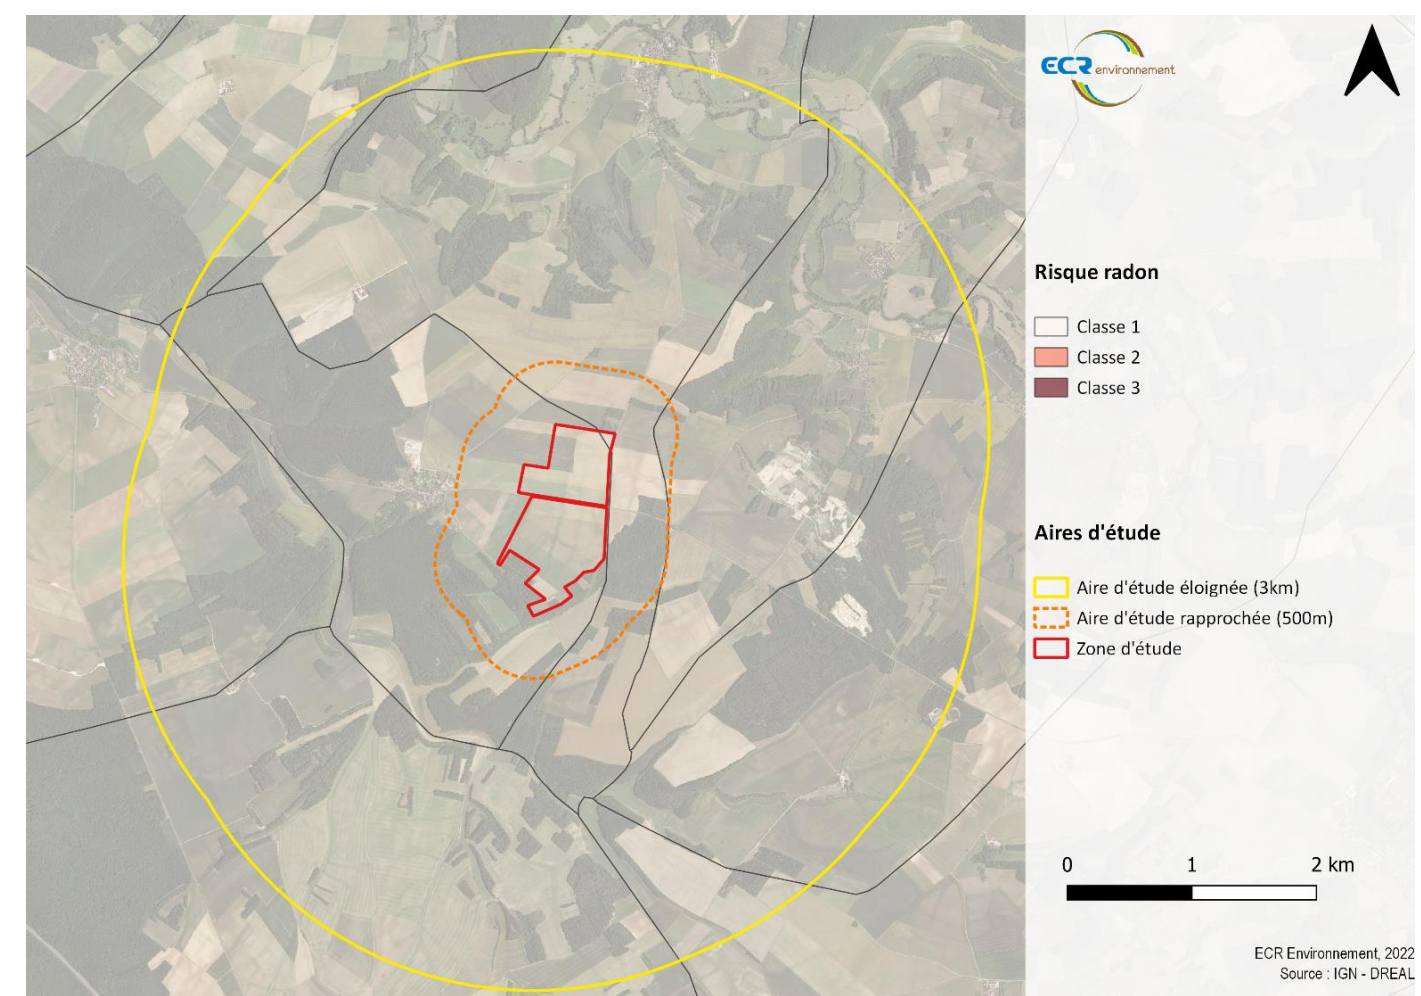 ECR environnement
Risque radon
Classe 1
Classe 2
Classe 3
Aires d'étude
Aire d'étude éloignée (3km)
Aire d'étude rapprochée (500m)
Zone d'étude
0 1 2 km
ECR Environnement, 2022
Source : IGN - DREAL